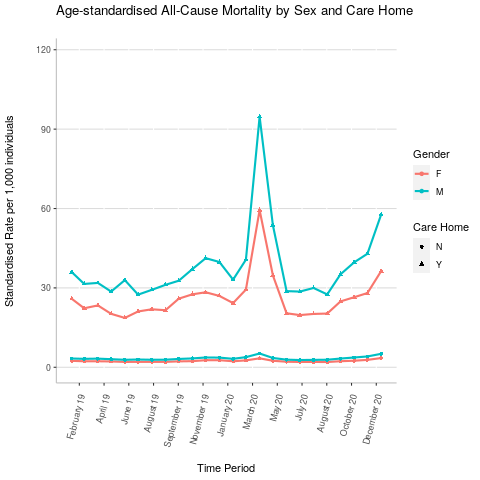 Age-standardised All-Cause Mortality by Sex and Care Home
Standardised Rate per 1,000 individuals
120
90
60
30
0
February 19
April 19
June 19
August 19
September 19
November 19
January 20
March 20
May 20
July 20
August 20
October 20
December 20
Time Period
Gender
F
M
Care Home
N
Y